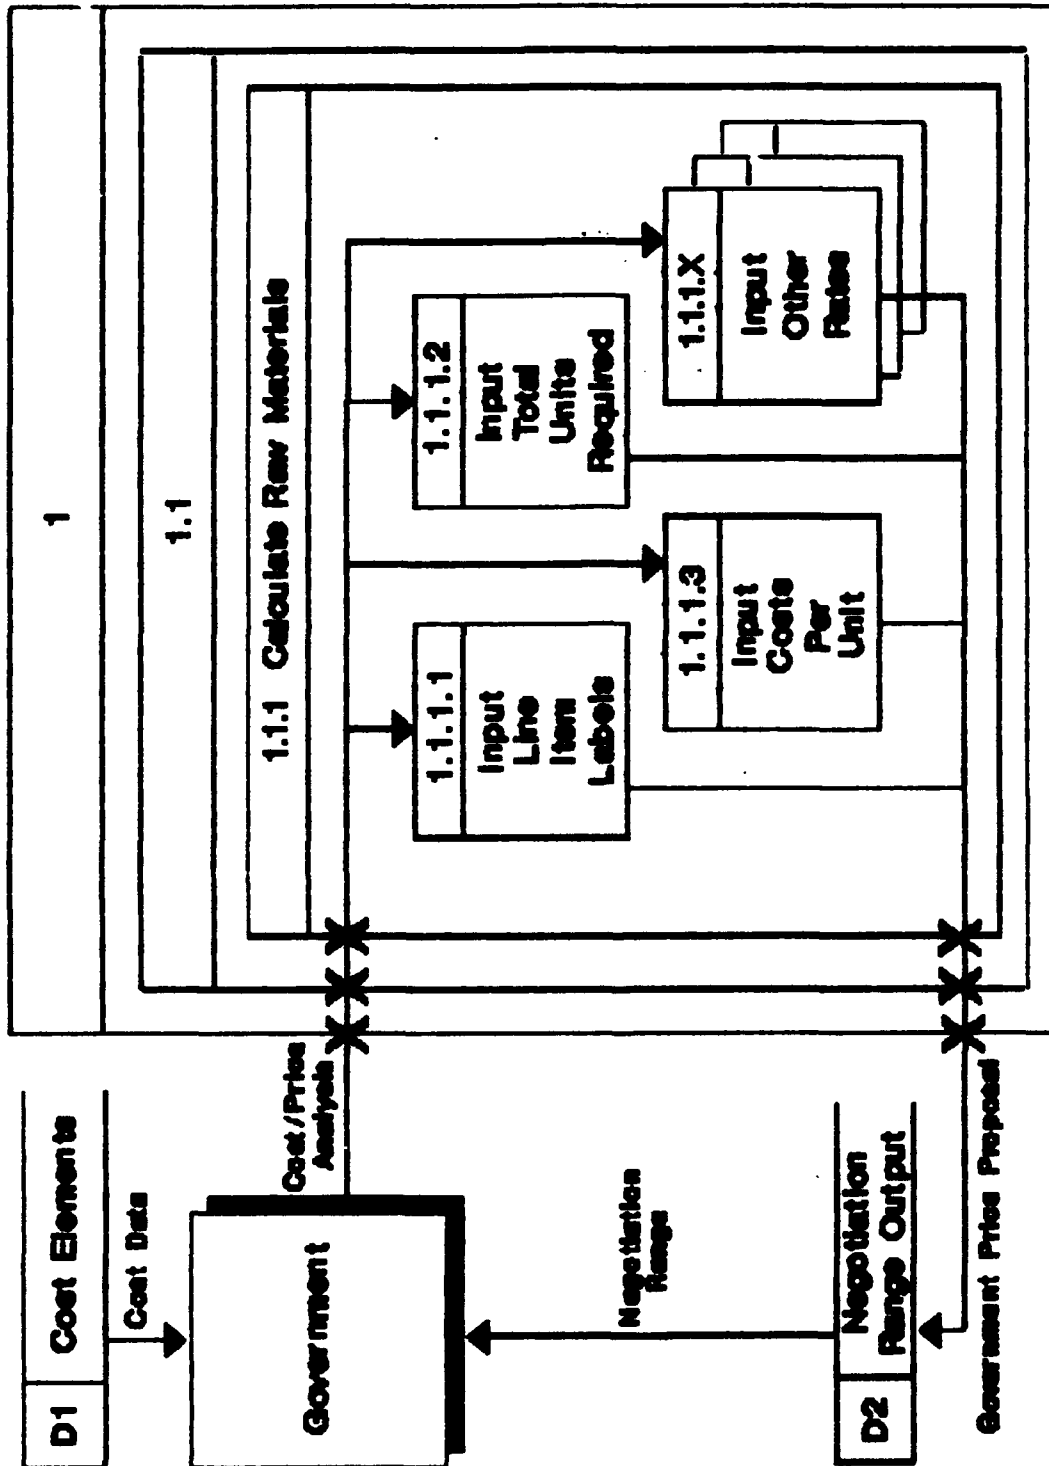 1
1.1
1.1.1 Calculate Raw Materials
D1
Cost Elements
Cost Data
Government
Cost/Price
Analysis
1.1.1.1
Input
Line
Item
Labels
1.1.1.2
Input
Total
Units
Required
1.1.1.3
Input
Costs
Per
Unit
1.1.1.X
Input
Other
Rates
Negotiation
Range
D2
Negotiation
Range Output
Government Price Proposal